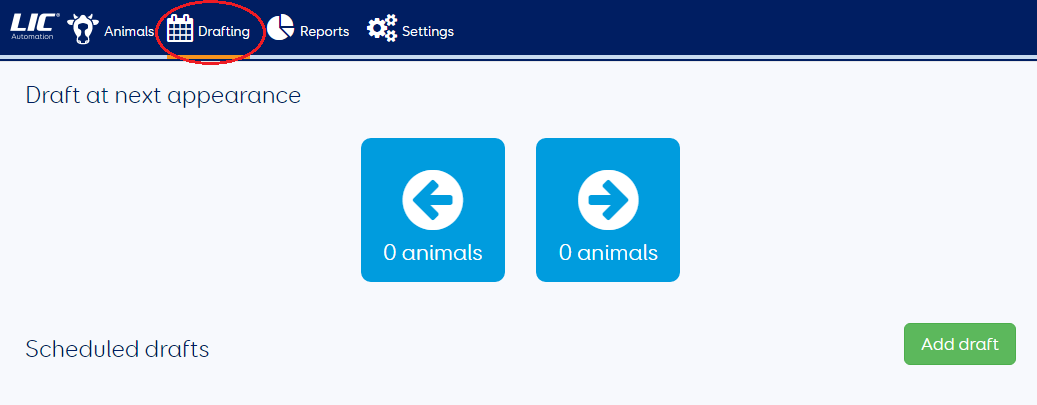 LIC®
Automation
Animals
Drafting
Reports
Settings
Draft at next appearance
0 animals
0 animals
Scheduled drafts
Add draft